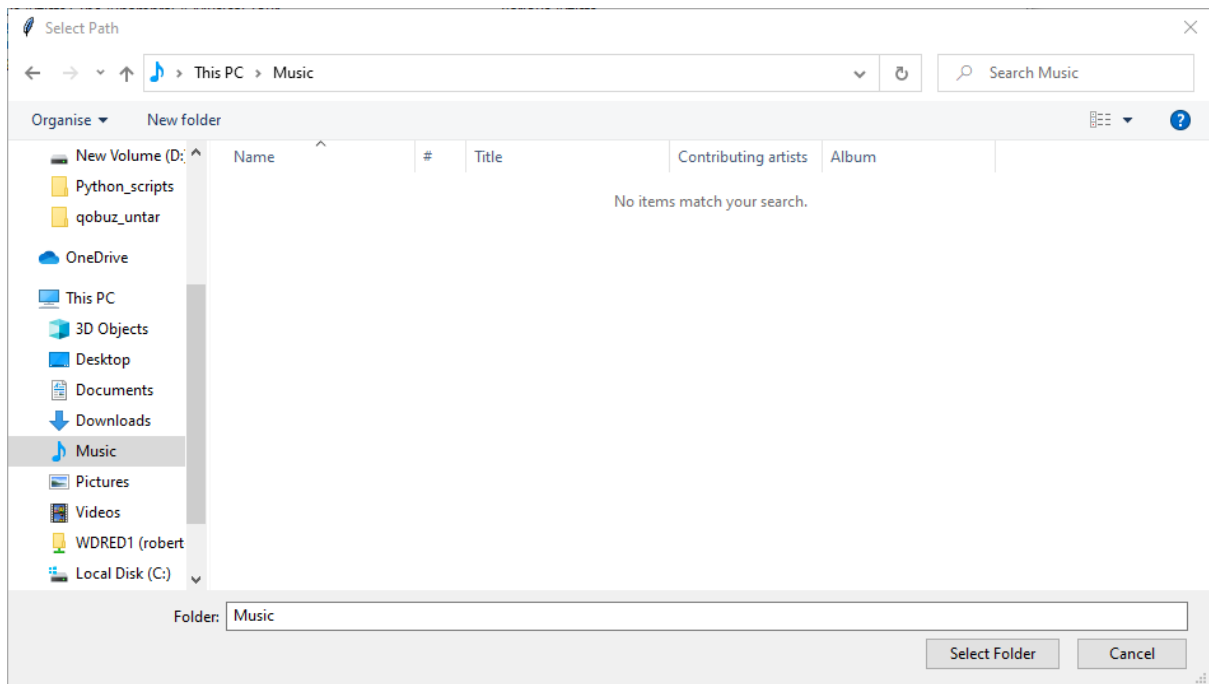 Select Path
This PC > Music
Search Music
Organise
New folder
Name
#
Title
Contributing artists
Album
New Volume (D:
Python_scripts
qobuz_untar
OneDrive
This PC
3D Objects
Desktop
Documents
Downloads
Music
Pictures
Videos
WDRED1 (robert
Local Disk (C:)
No items match your search.
Folder: Music
Select Folder
Cancel